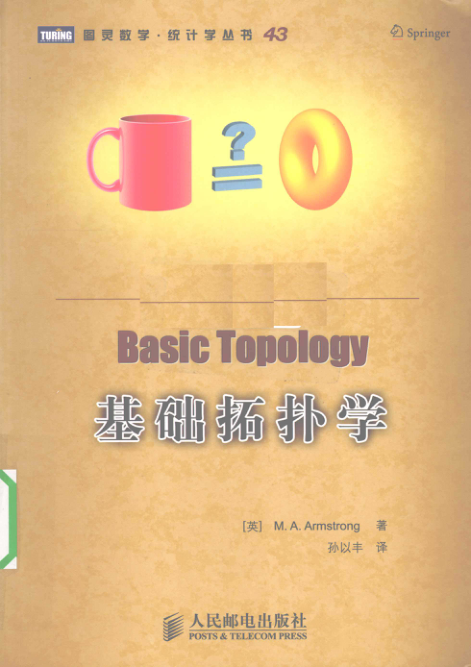 TURING 图灵数学·统计学丛书 43
Springer
?
=
Basic Topology
基础拓扑学
[英] M. A. Armstrong 著
孙以丰 译
人民邮电出版社
POSTS & TELECOM PRESS